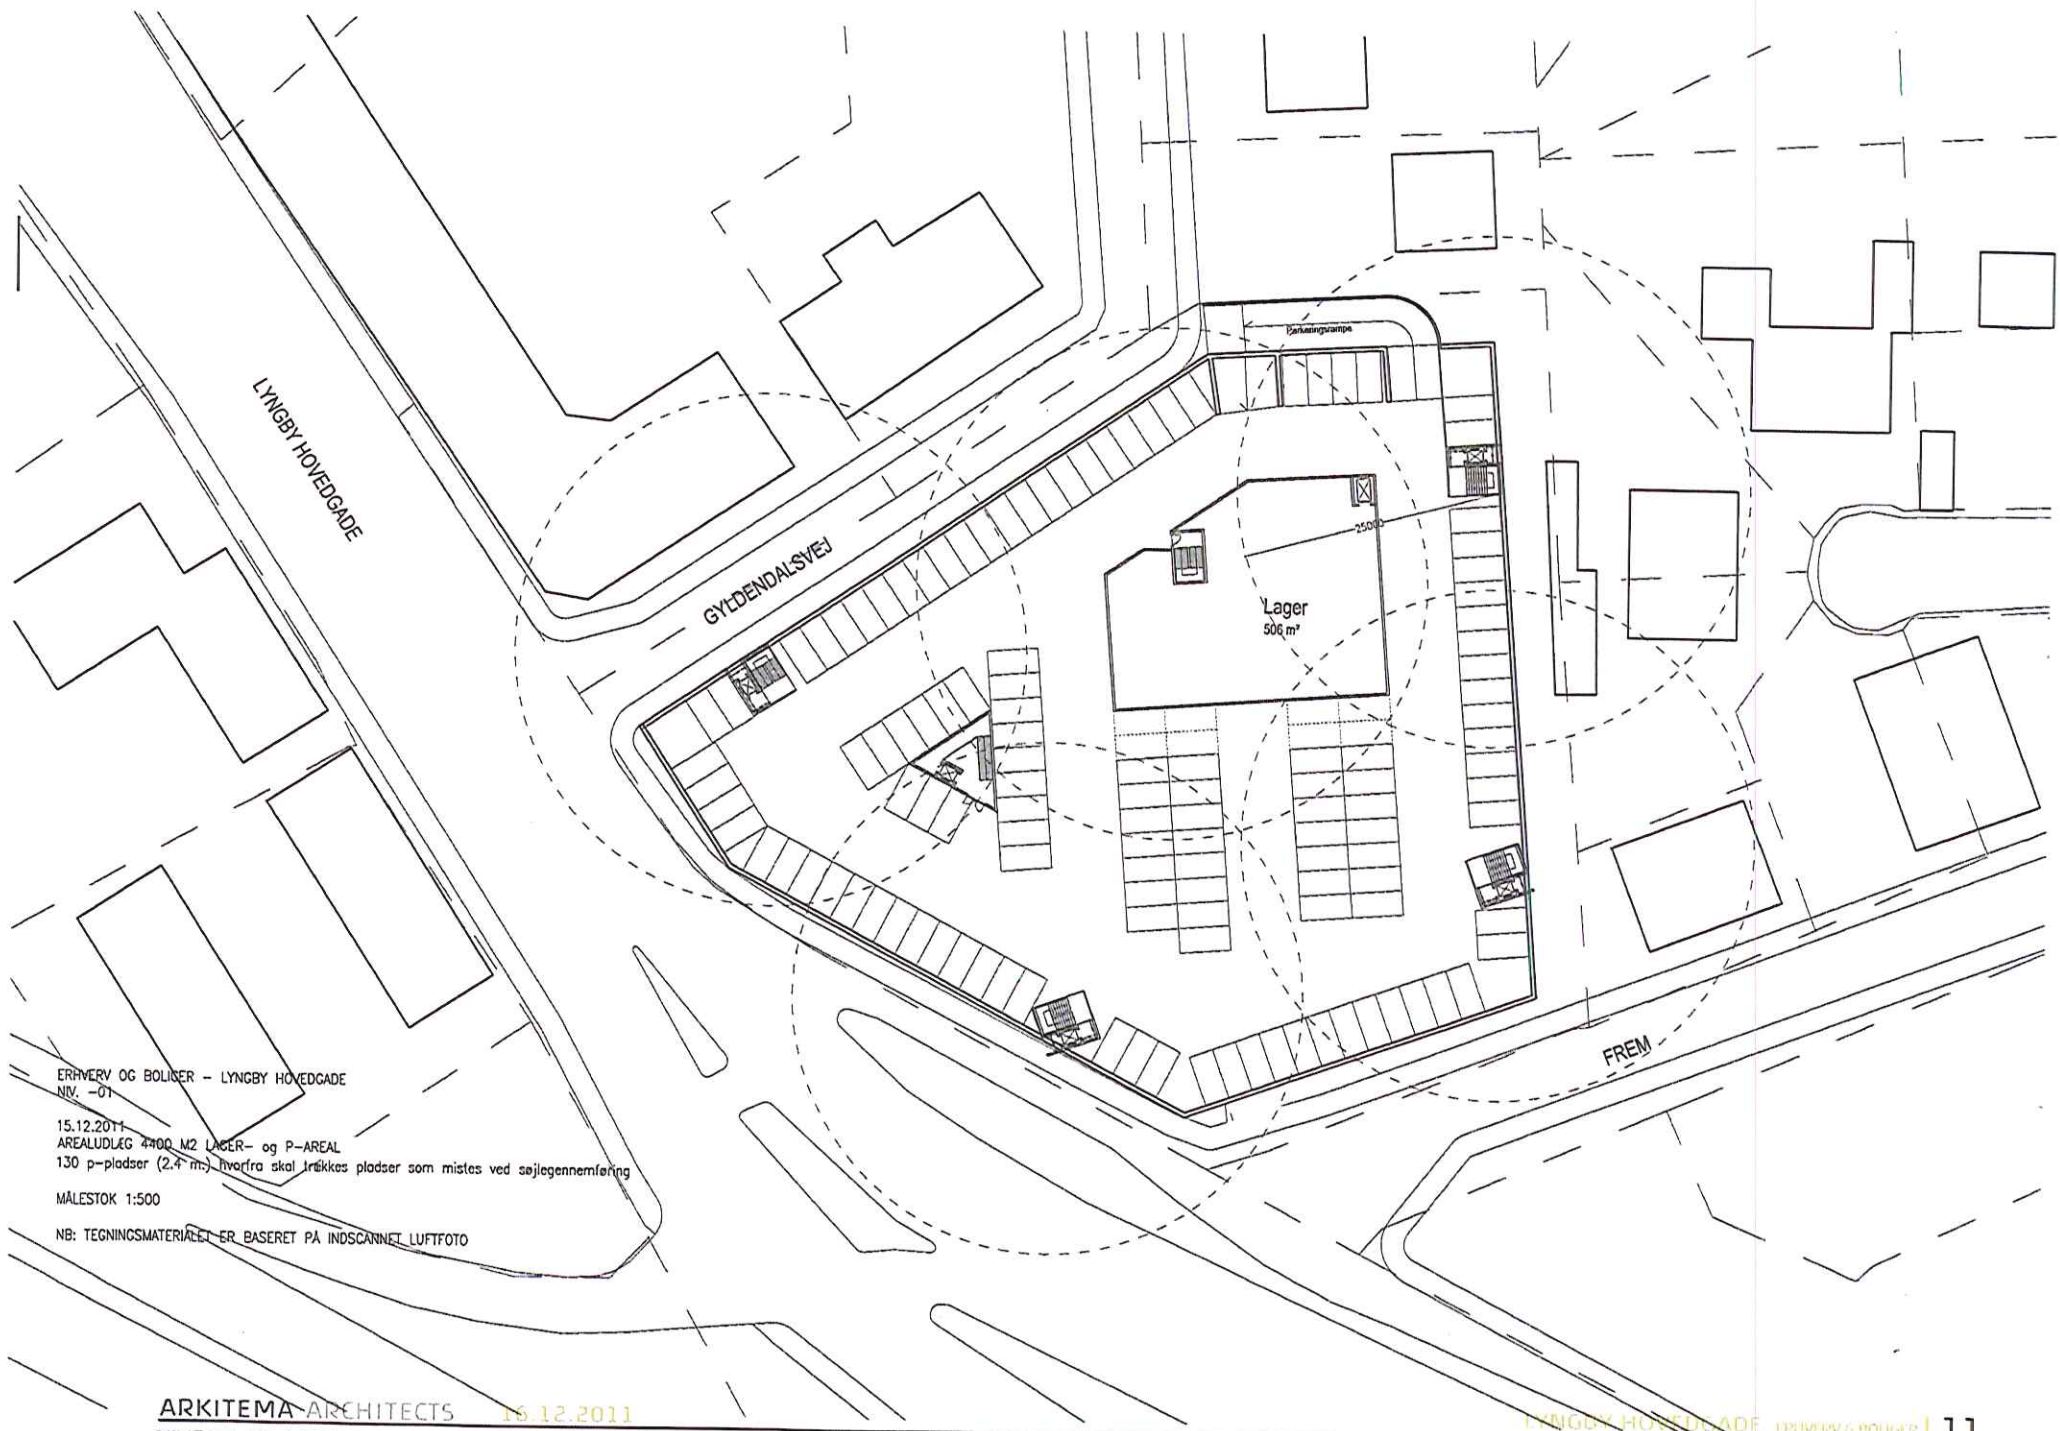 Parkeringsrampe
LYNGBY HOVEDGADE
GYLDENDALSVEJ
25000
Lager
506 m²
FREM
ERHVERV OG BOLIGER - LYNGBY HOVEDGADE
NIV. -01
15.12.2011
AREALUDLÆG 4400 M2 LAGER- og P-AREAL
130 p-pladser (2.4 m.) hvorfra skal trækkes pladser som mistes ved søjlegennemføring
MÅLESTOK 1:500
NB: TEGNINGSMATERIALET ER BASERET PÅ INDSCANNET LUFTFOTO
ARKITEMA ARCHITECTS 16.12.2011
LYNGBY HOVEDGADE 11